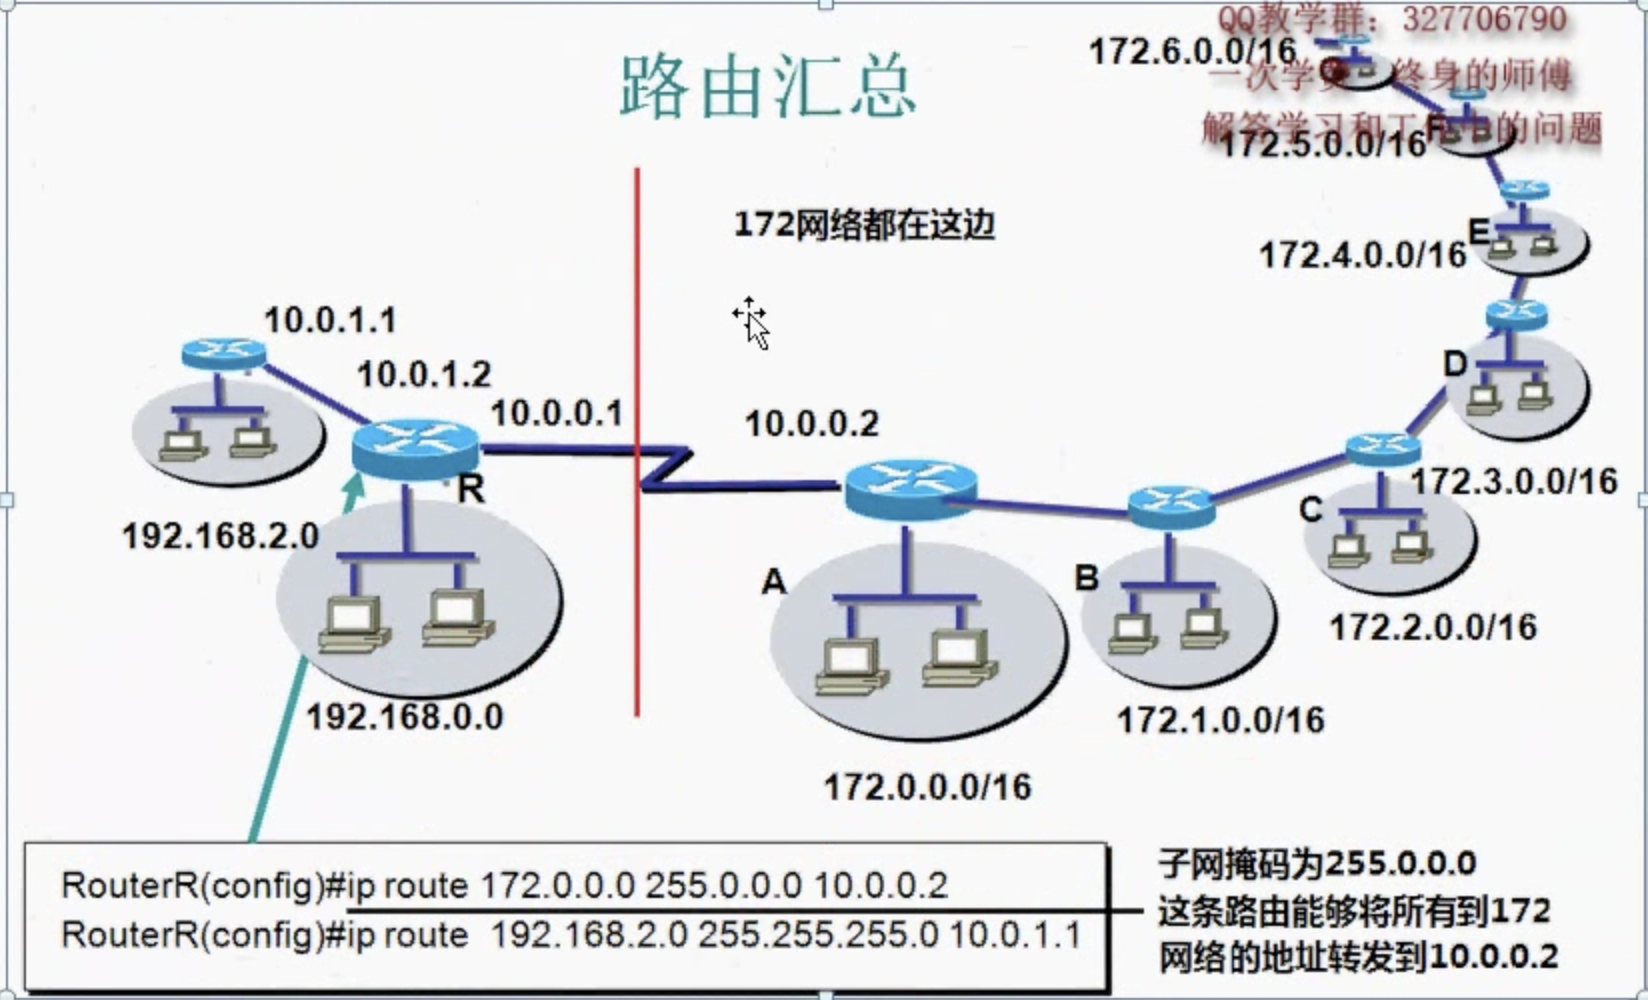 QQ教学群：327706790
172.6.0.0/16
一次学 终身的师傅
路由汇总
解答学习和工作中的问题
172.5.0.0/16
172网络都在这边
E
172.4.0.0/16
10.0.1.1
10.0.1.2
D
10.0.0.1
10.0.0.2
R
172.3.0.0/16
C
192.168.2.0
A
B
172.2.0.0/16
192.168.0.0
172.1.0.0/16
172.0.0.0/16
RouterR(config)#ip route 172.0.0.0 255.0.0.0 10.0.0.2
RouterR(config)#ip route 192.168.2.0 255.255.255.0 10.0.1.1
子网掩码为255.0.0.0
这条路由能够将所有到172
网络的地址转发到10.0.0.2